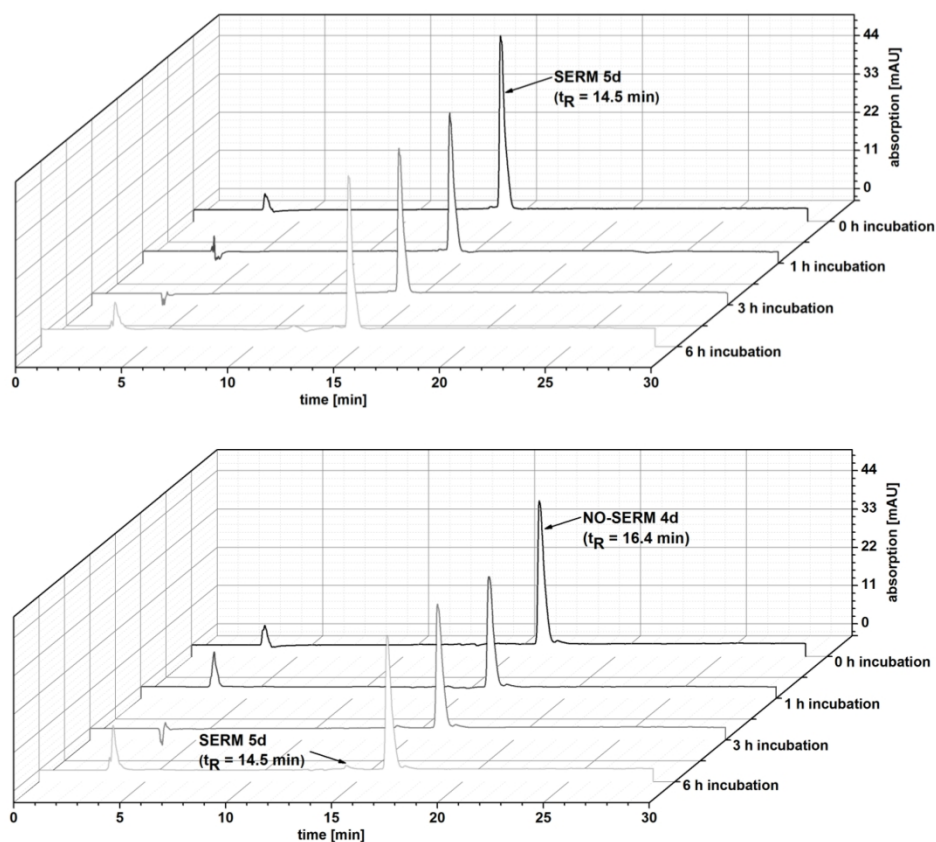 44
33
22
11
0
absorption [mAU]
SERM 5d
(tR = 14.5 min)
0 h incubation
1 h incubation
3 h incubation
6 h incubation
0 5 10 15 20 25 30
time [min]
44
33
22
11
0
absorption [mAU]
NO-SERM 4d
(tR = 16.4 min)
0 h incubation
1 h incubation
3 h incubation
6 h incubation
SERM 5d
(tR = 14.5 min)
0 5 10 15 20 25 30
time [min]